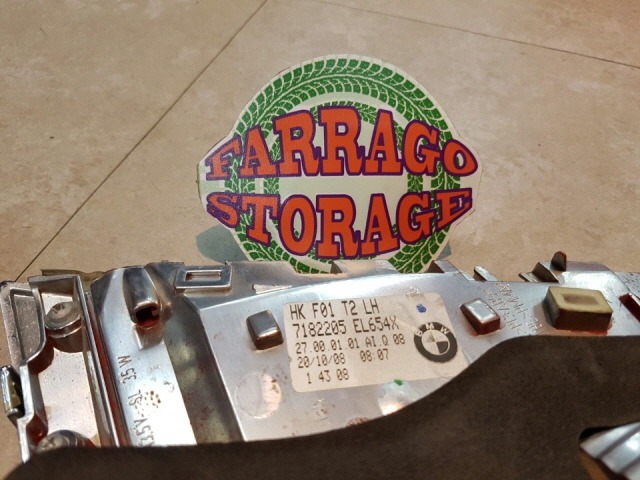 FARRAGO
STORAGE
HK F01 T2 LH
7182205 EL654X
27.00.01.01 AI.Q 08
20/10/08 08:07
1 43 08
BMW